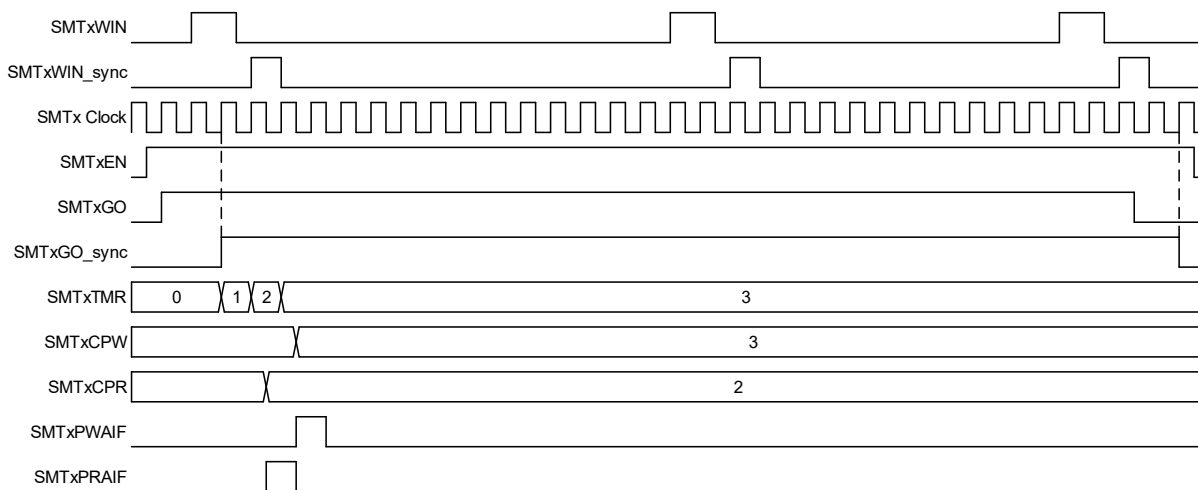 SMTxWIN
SMTxWIN_sync
SMTx Clock
SMTxEN
SMTxGO
SMTxGO_sync
SMTxTMR 0 1 2 3
SMTxCPW 3
SMTxCPR 2
SMTxPWAIF
SMTxPRAIF